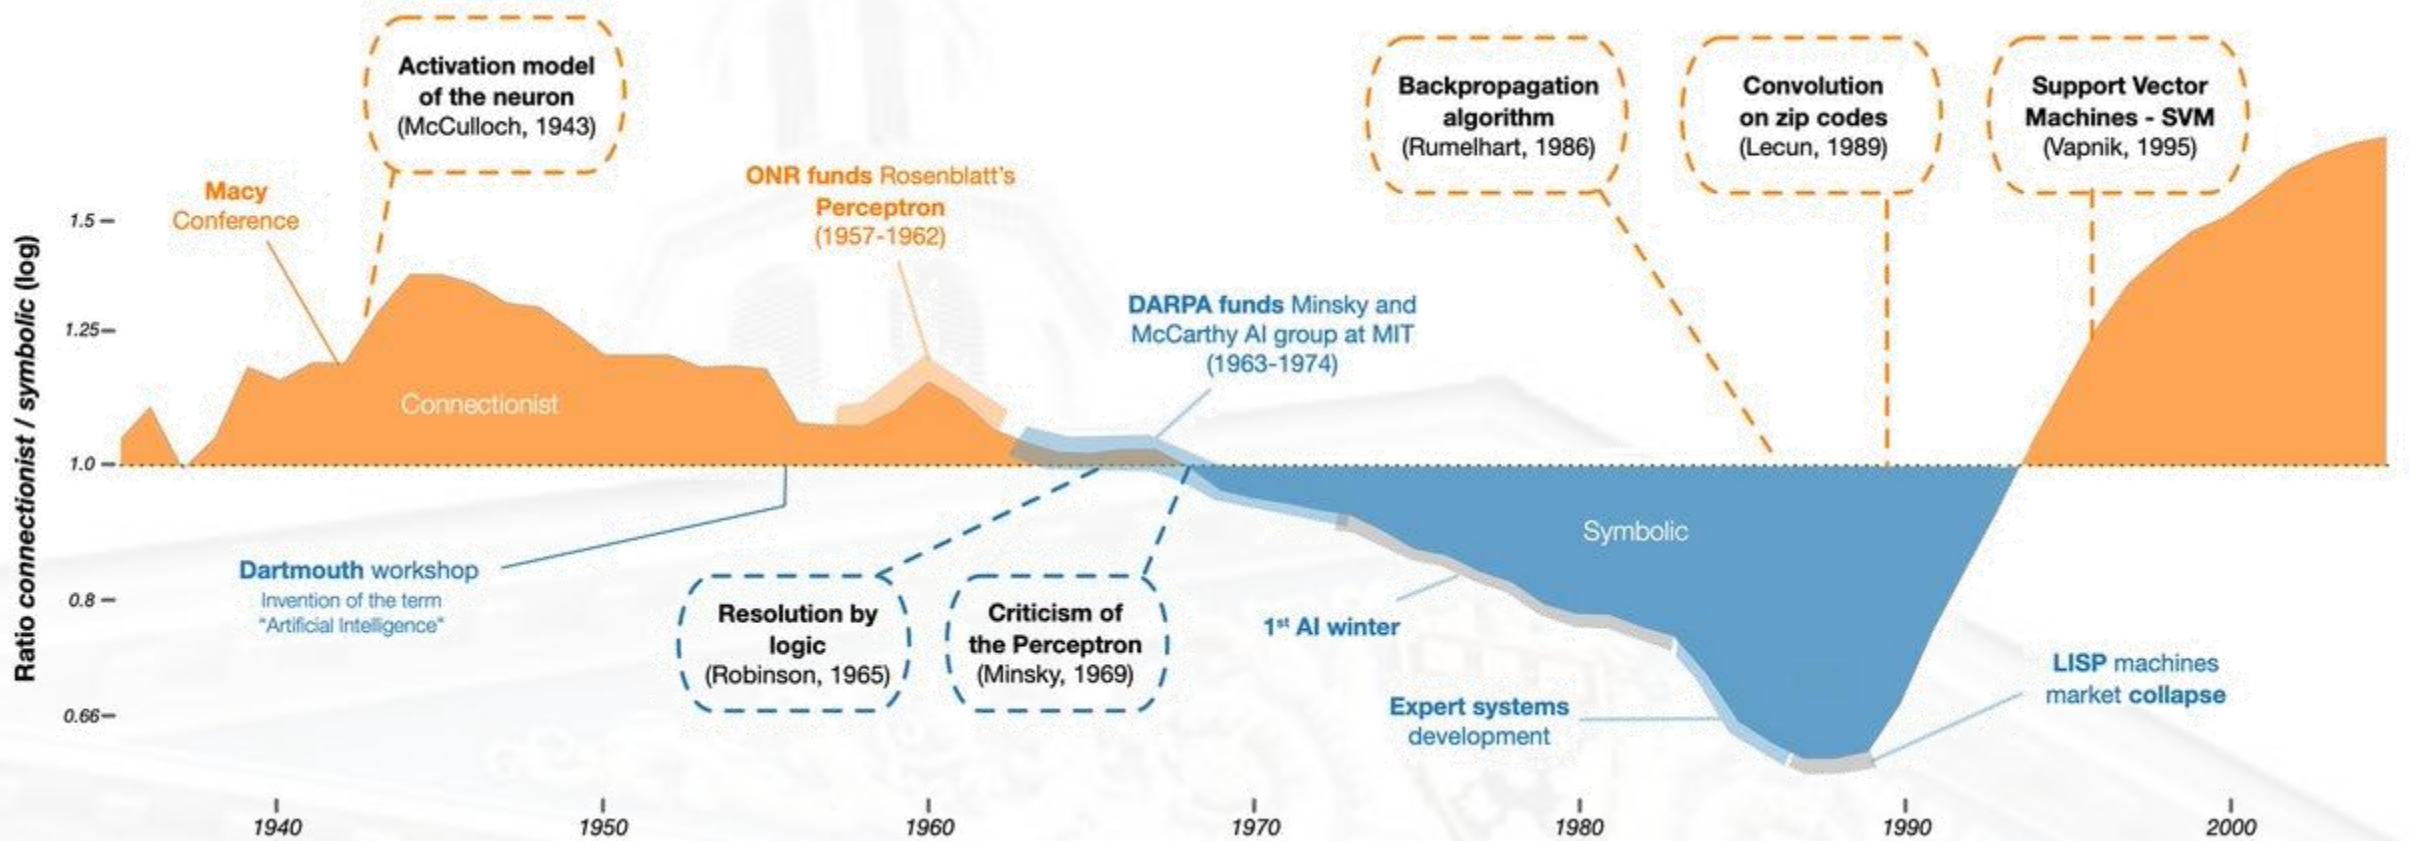 Activation model
of the neuron
(McCulloch, 1943)
Macy
Conference
ONR funds Rosenblatt's
Perceptron
(1957-1962)
Backpropagation
algorithm
(Rumelhart, 1986)
Convolution
on zip codes
(Lecun, 1989)
Support Vector
Machines - SVM
(Vapnik, 1995)
DARPA funds Minsky and
McCarthy AI group at MIT
(1963-1974)
Ratio connectionist / symbolic (log)
1.5
1.25
1.0
0.8
0.66
Connectionist
Symbolic
Dartmouth workshop
Invention of the term
"Artificial Intelligence"
Resolution by
logic
(Robinson, 1965)
Criticism of
the Perceptron
(Minsky, 1969)
1st AI winter
Expert systems
development
LISP machines
market collapse
1940
1950
1960
1970
1980
1990
2000